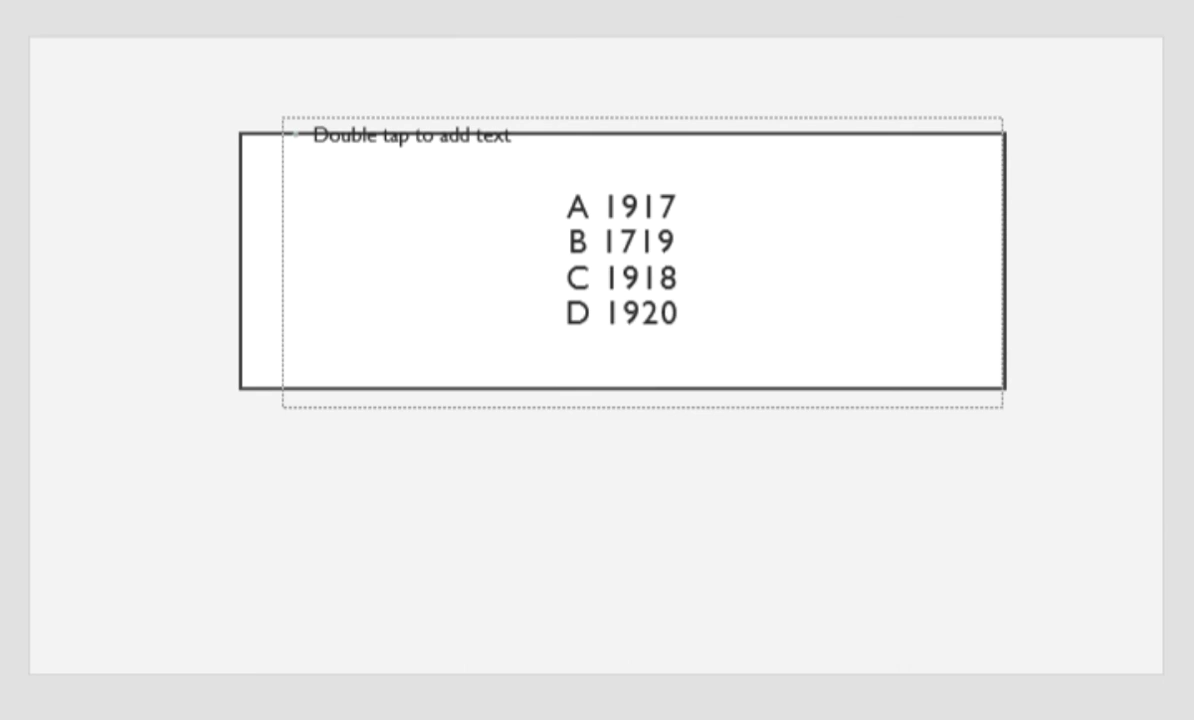 Double tap to add text
A 1917
B 1719
C 1918
D 1920